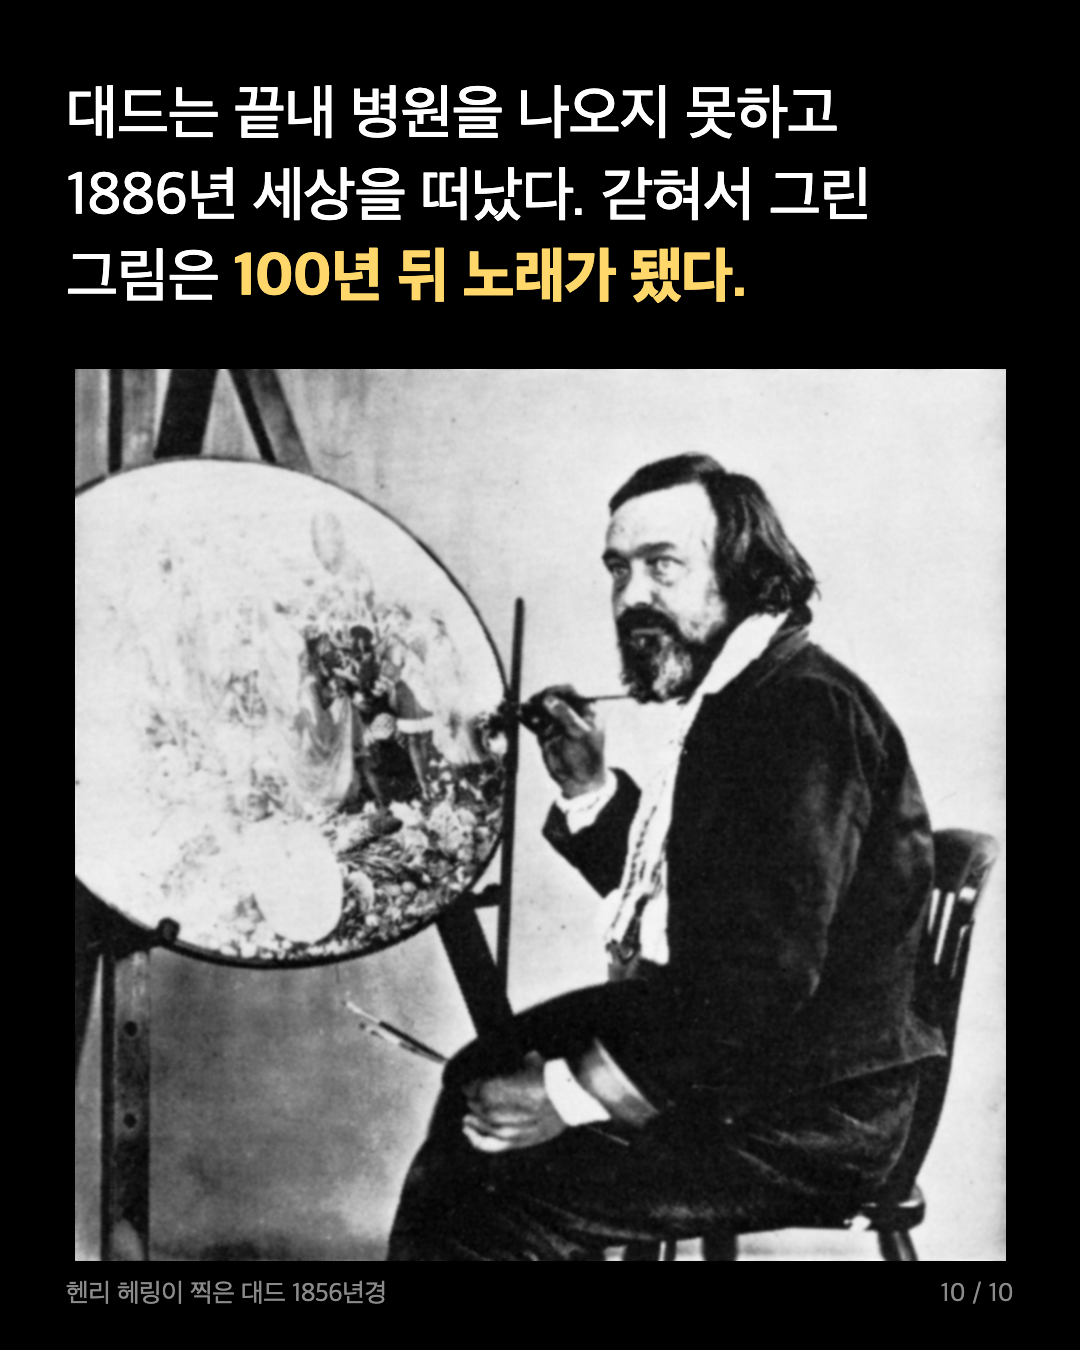 대드는 끝내 병원을 나오지 못하고
1886년 세상을 떠났다. 갇혀서 그린
그림은 100년 뒤 노래가 됐다.
헨리 헤링이 찍은 대드 1856년경
10 / 10